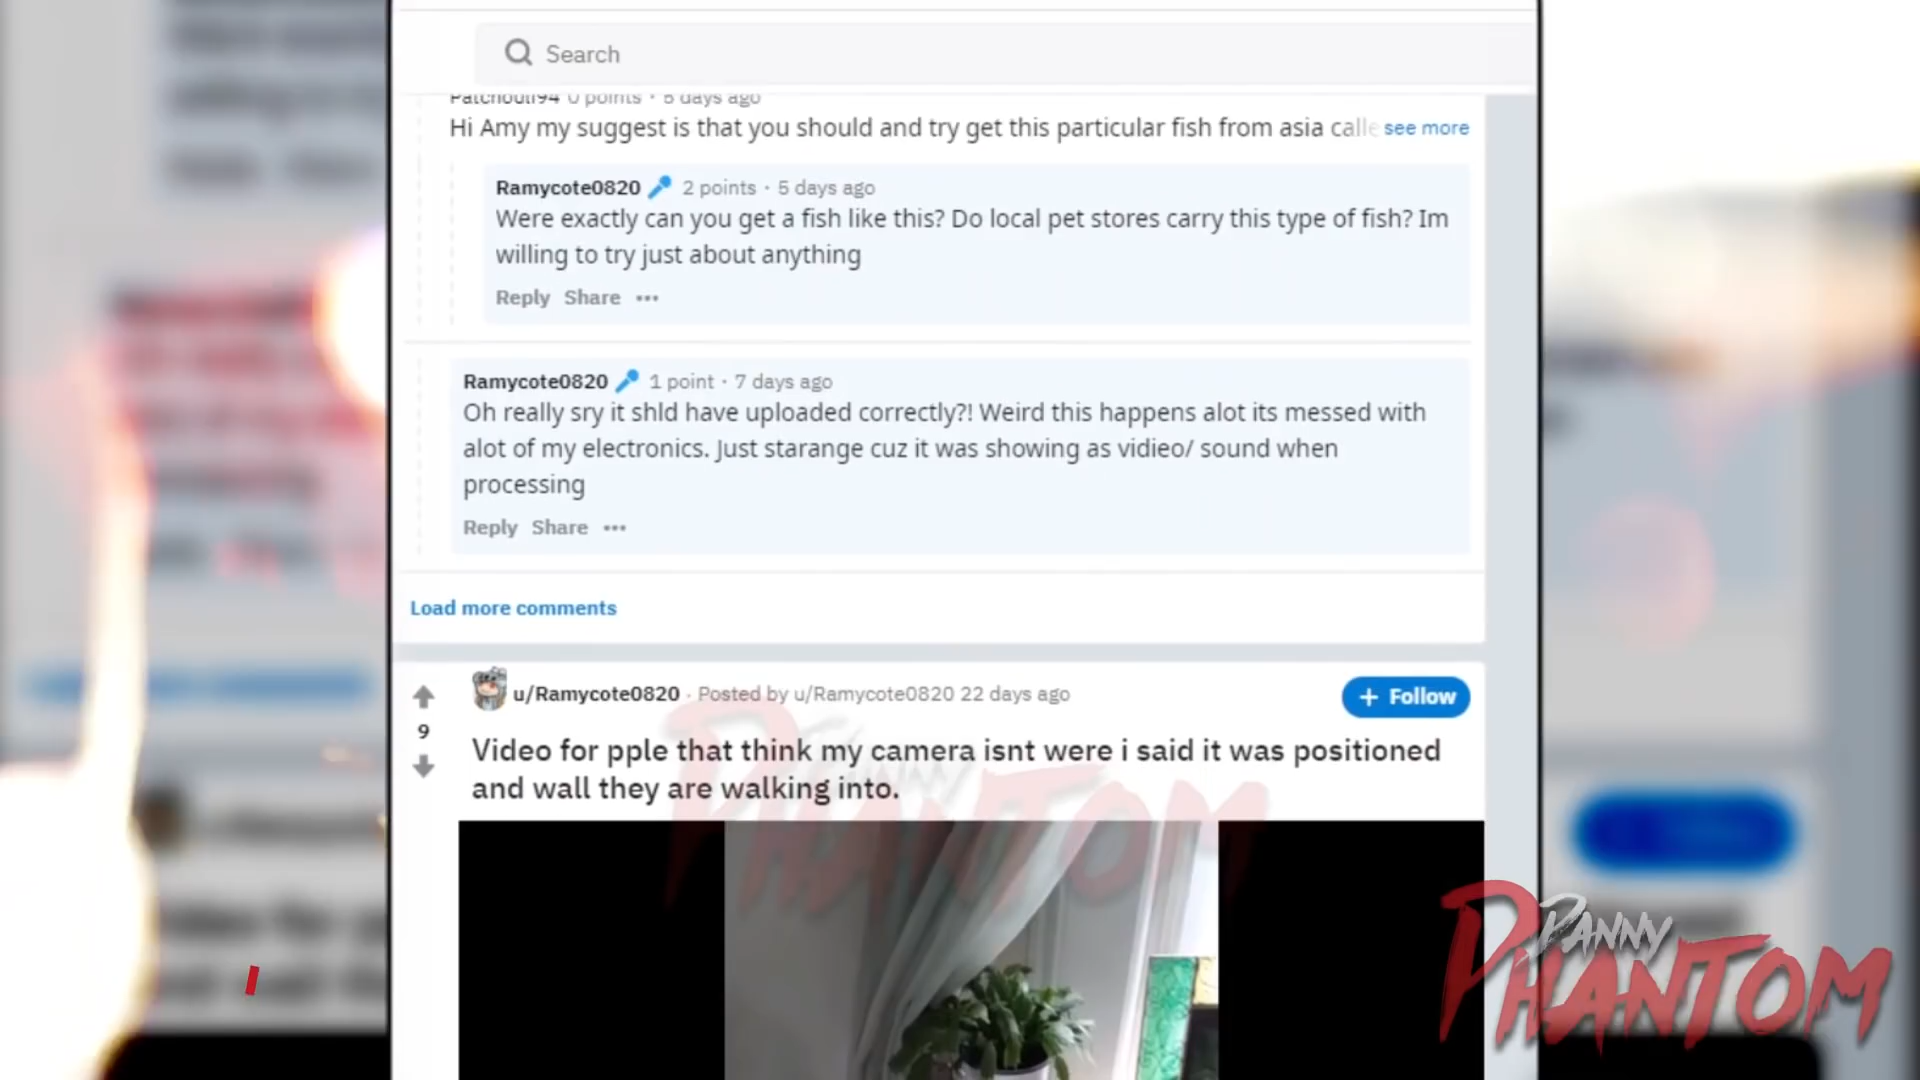 Search
Patchouli94 0 points · 5 days ago
Hi Amy my suggest is that you should and try get this particular fish from asia calle see more
Ramycote0820 2 points · 5 days ago
Were exactly can you get a fish like this? Do local pet stores carry this type of fish? Im
willing to try just about anything
Reply Share ···
Ramycote0820 1 point · 7 days ago
Oh really sry it shld have uploaded correctly?! Weird this happens alot its messed with
alot of my electronics. Just starange cuz it was showing as vidieo/ sound when
processing
Reply Share ···
Load more comments
u/Ramycote0820 · Posted by u/Ramycote0820 22 days ago
+ Follow
9
Video for pple that think my camera isnt were i said it was positioned
and wall they are walking into.
DANNY
PHANTOM
DANNY
PHANTOM